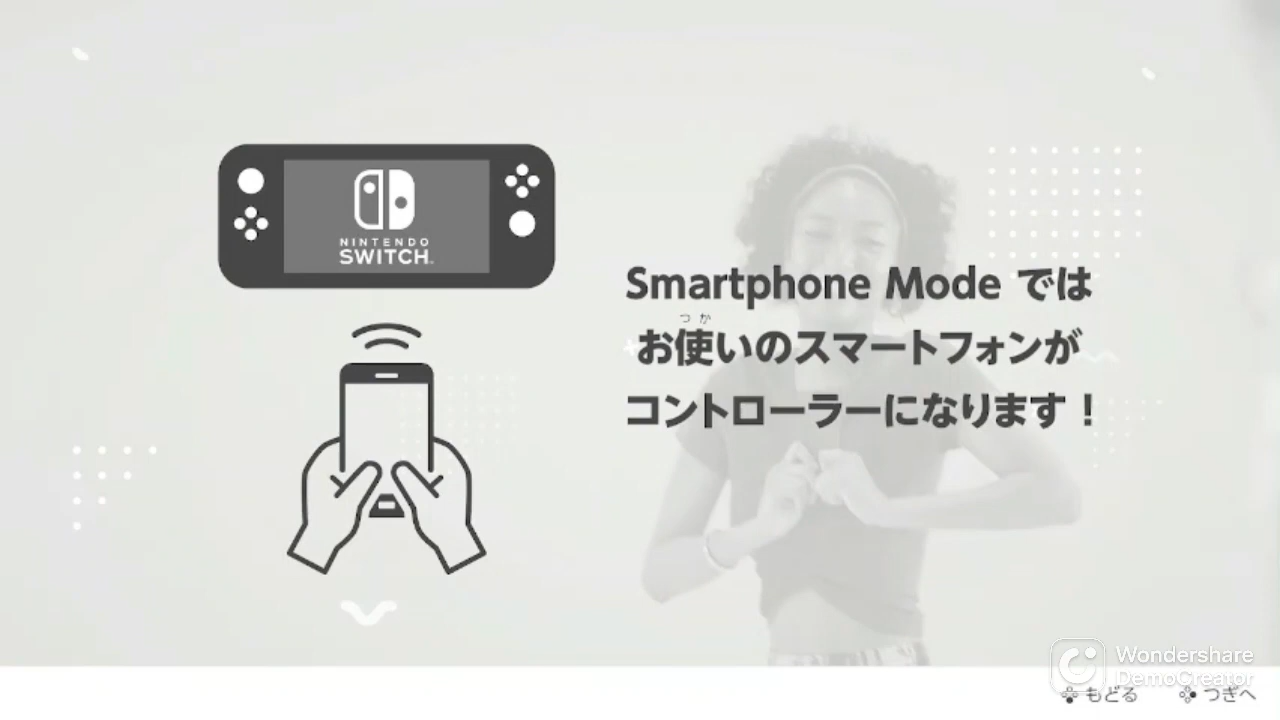 NINTENDO
SWITCH
Smartphone Mode では
つか
お使いのスマートフォンが
コントローラーになります！
Wondershare
DemoCreator
もどる つぎへ